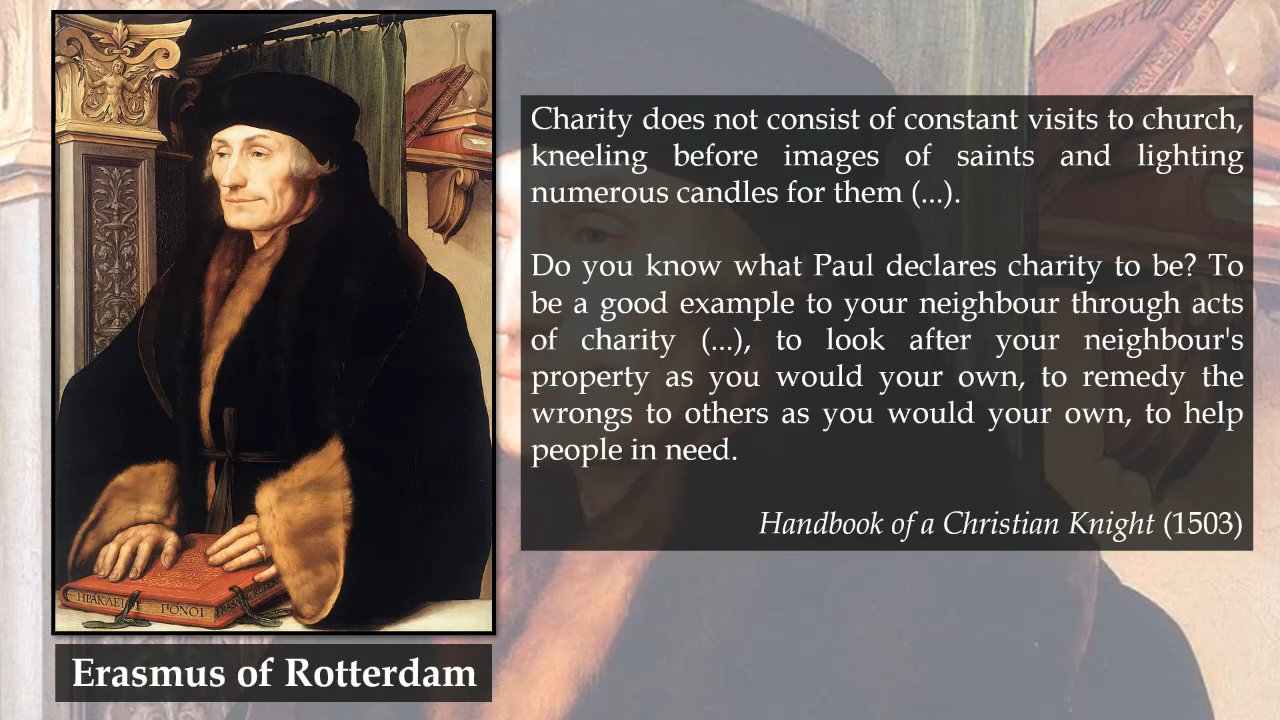 Charity does not consist of constant visits to church,
kneeling before images of saints and lighting
numerous candles for them (...).
Do you know what Paul declares charity to be? To
be a good example to your neighbour through acts
of charity (...), to look after your neighbour's
property as you would your own, to remedy the
wrongs to others as you would your own, to help
people in need.
Handbook of a Christian Knight (1503)
ΗΡΑΚΛΕΙ ΠΟΝΟΙ
Erasmus of Rotterdam